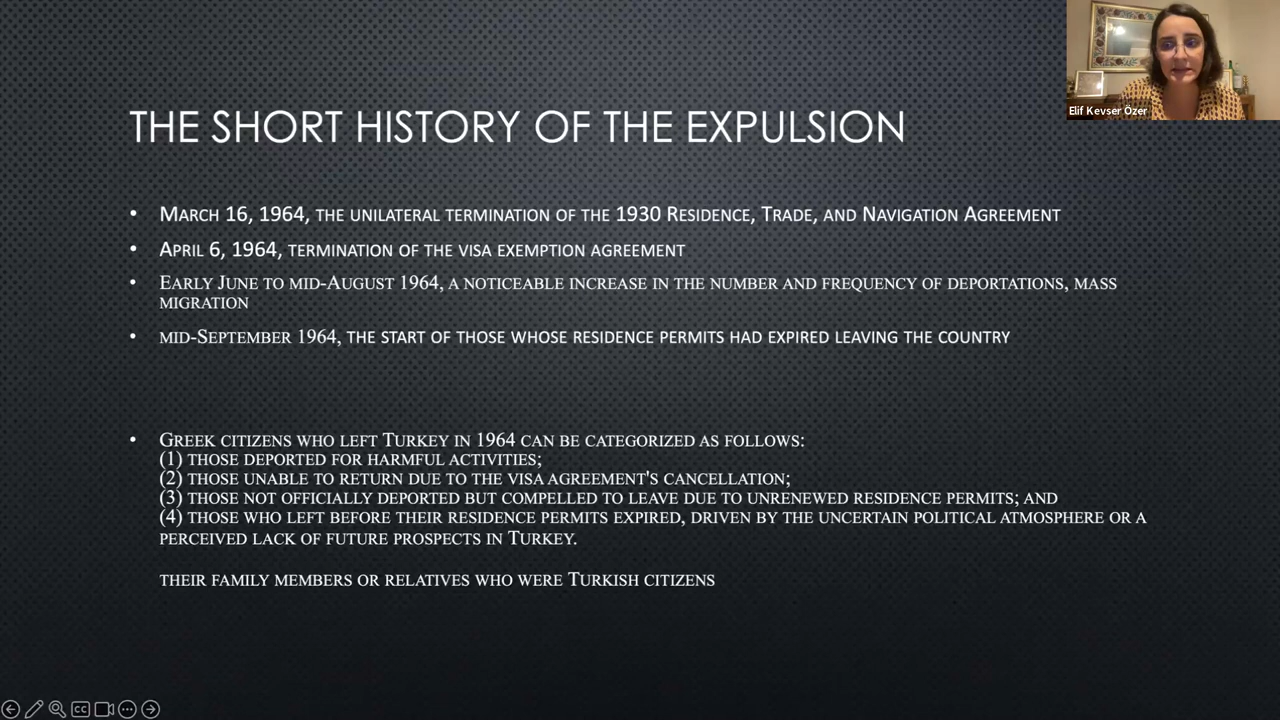 Elif Kevser Özer
THE SHORT HISTORY OF THE EXPULSION
• March 16, 1964, the unilateral termination of the 1930 Residence, Trade, and Navigation Agreement
• April 6, 1964, termination of the visa exemption agreement
• Early June to mid-August 1964, a noticeable increase in the number and frequency of deportations, mass
migration
• mid-September 1964, the start of those whose residence permits had expired leaving the country
• Greek citizens who left Turkey in 1964 can be categorized as follows:
(1) those deported for harmful activities;
(2) those unable to return due to the visa agreement's cancellation;
(3) those not officially deported but compelled to leave due to unrenewed residence permits; and
(4) those who left before their residence permits expired, driven by the uncertain political atmosphere or a
perceived lack of future prospects in Turkey.
their family members or relatives who were Turkish citizens
CC